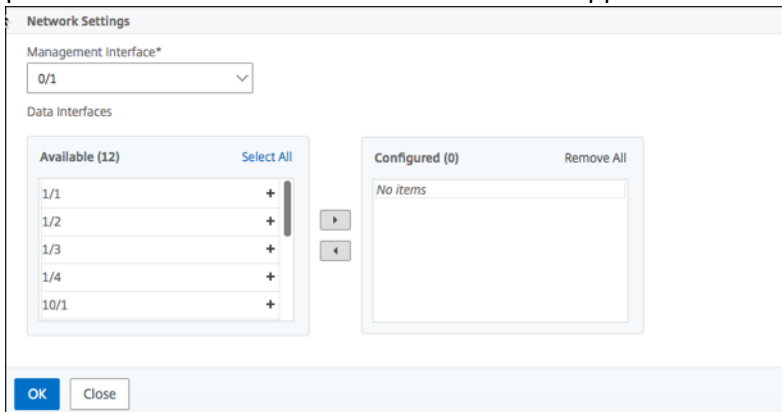 Network Settings
Management Interface*
0/1
Data Interfaces
Available (12) Select All
Configured (0) Remove All
1/1 +
1/2 +
1/3 +
1/4 +
10/1 +
No items
OK Close